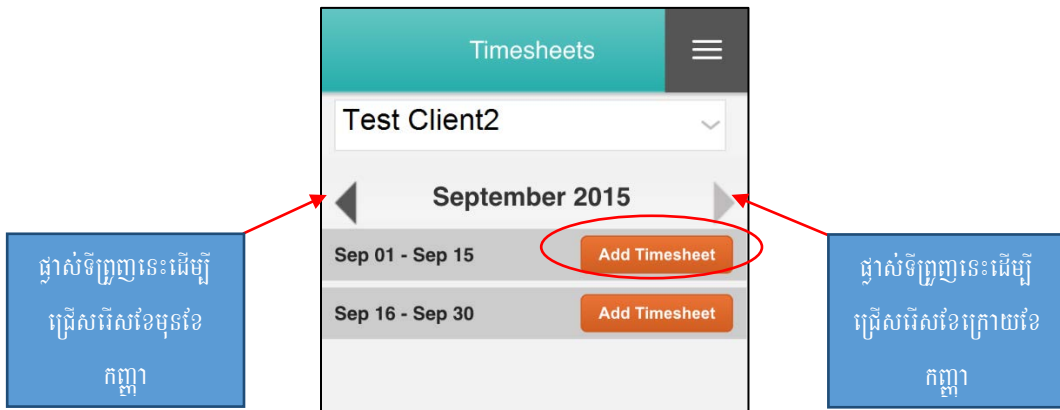 Timesheets
Test Client2
September 2015
Sep 01 - Sep 15
Add Timesheet
Sep 16 - Sep 30
Add Timesheet
ផ្លាស់ទីព្រួញនេះដើម្បី
ជ្រើសរើសខែមុនខែ
កញ្ញា
ផ្លាស់ទីព្រួញនេះដើម្បី
ជ្រើសរើសខែក្រោយខែ
កញ្ញា